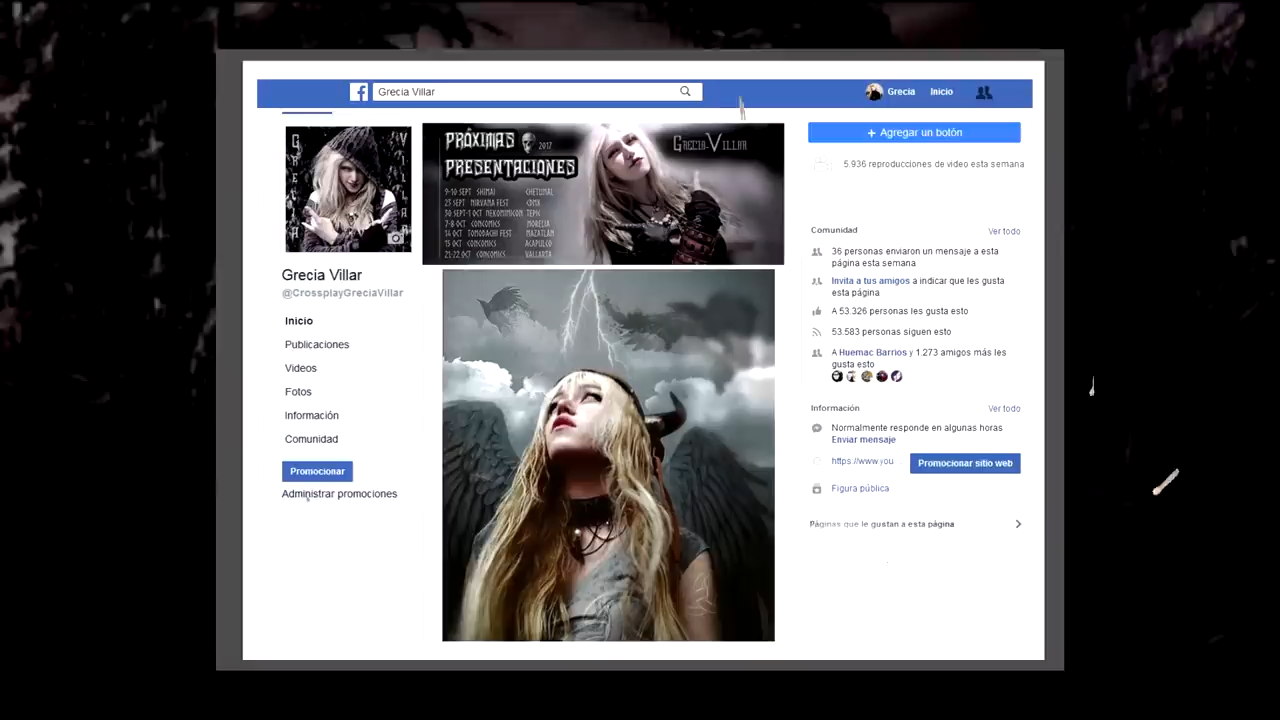 Grecia Villar
Grecia
Inicio
GRECIA
VILLAR
PRÓXIMAS
2017
PRESENTACIONES
GRECIA-VILLAR
9-10 SEPT SHIMAI CHETUMAL
23 SEPT NIRVANA FEST CDMX
30 SEPT-1 OCT NEKOMIMICON TEPIC
7-8 OCT CONCOMICS MORELIA
14 OCT TOMODACHI FEST MAZATLÁN
15 OCT CONCOMICS ACAPULCO
21-22 OCT CONCOMICS VALLARTA
+ Agregar un botón
5.936 reproducciones de video esta semana
Grecia Villar
@CrossplayGreciaVillar
Inicio
Publicaciones
Videos
Fotos
Información
Comunidad
Promocionar
Administrar promociones
Comunidad
Ver todo
36 personas enviaron un mensaje a esta
página esta semana
Invita a tus amigos a indicar que les gusta
esta página
A 53.326 personas les gusta esto
53.583 personas siguen esto
A Huemac Barrios y 1.273 amigos más les
gusta esto
Información
Ver todo
Normalmente responde en algunas horas
Enviar mensaje
https://www.you
Promocionar sitio web
Figura pública
Páginas que le gustan a esta página